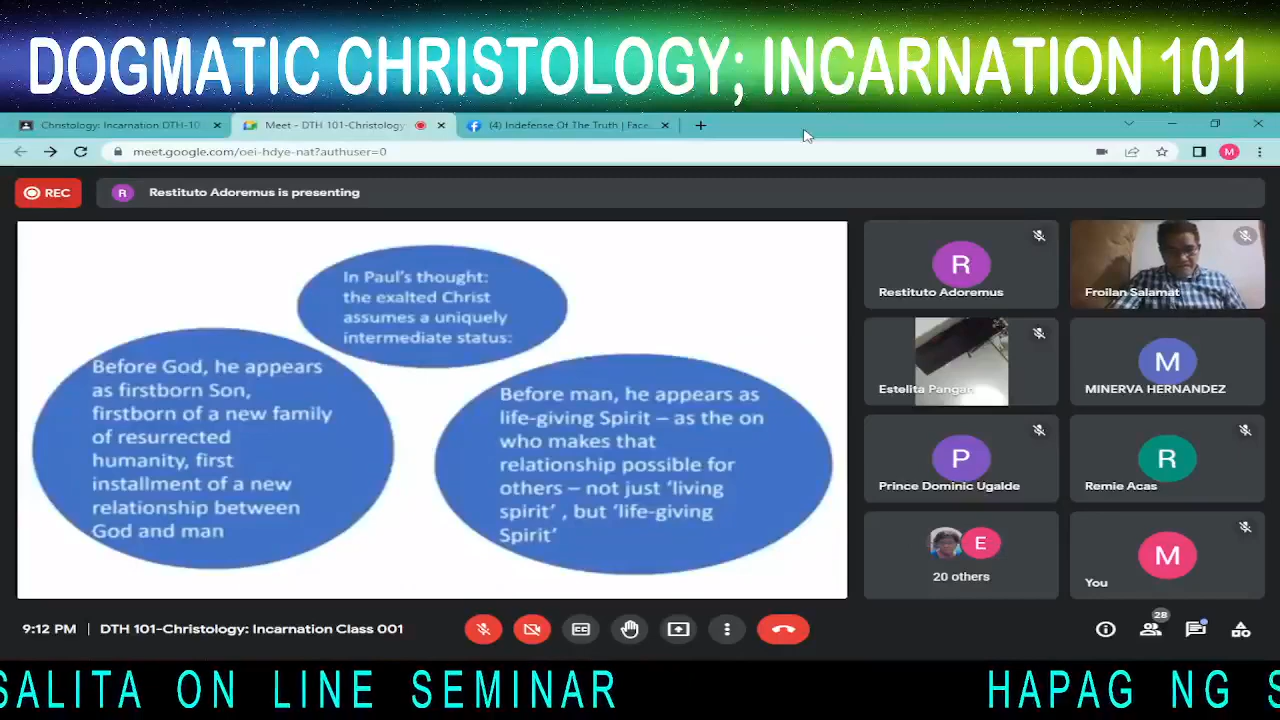 DOGMATIC CHRISTOLOGY; INCARNATION 101
Christology: Incarnation DTH-10
Meet - DTH 101-Christology
(4) Indefense Of The Truth | Face
meet.google.com/oei-hdye-nat?authuser=0
M
REC
R
Restituto Adoremus is presenting
In Paul's thought:
the exalted Christ
assumes a uniquely
intermediate status:
Before God, he appears
as firstborn Son,
firstborn of a new family
of resurrected
humanity, first
installment of a new
relationship between
God and man
Before man, he appears as
life-giving Spirit – as the on
who makes that
relationship possible for
others – not just 'living
spirit' , but 'life-giving
Spirit'
R
Restituto Adoremus
Froilan Salamat
Estelita Pangan
M
MINERVA HERNANDEZ
P
Prince Dominic Ugalde
R
Remie Acas
E
20 others
M
You
9:12 PM | DTH 101-Christology: Incarnation Class 001
CC
28
SALITA ON LINE SEMINAR
HAPAG NG S